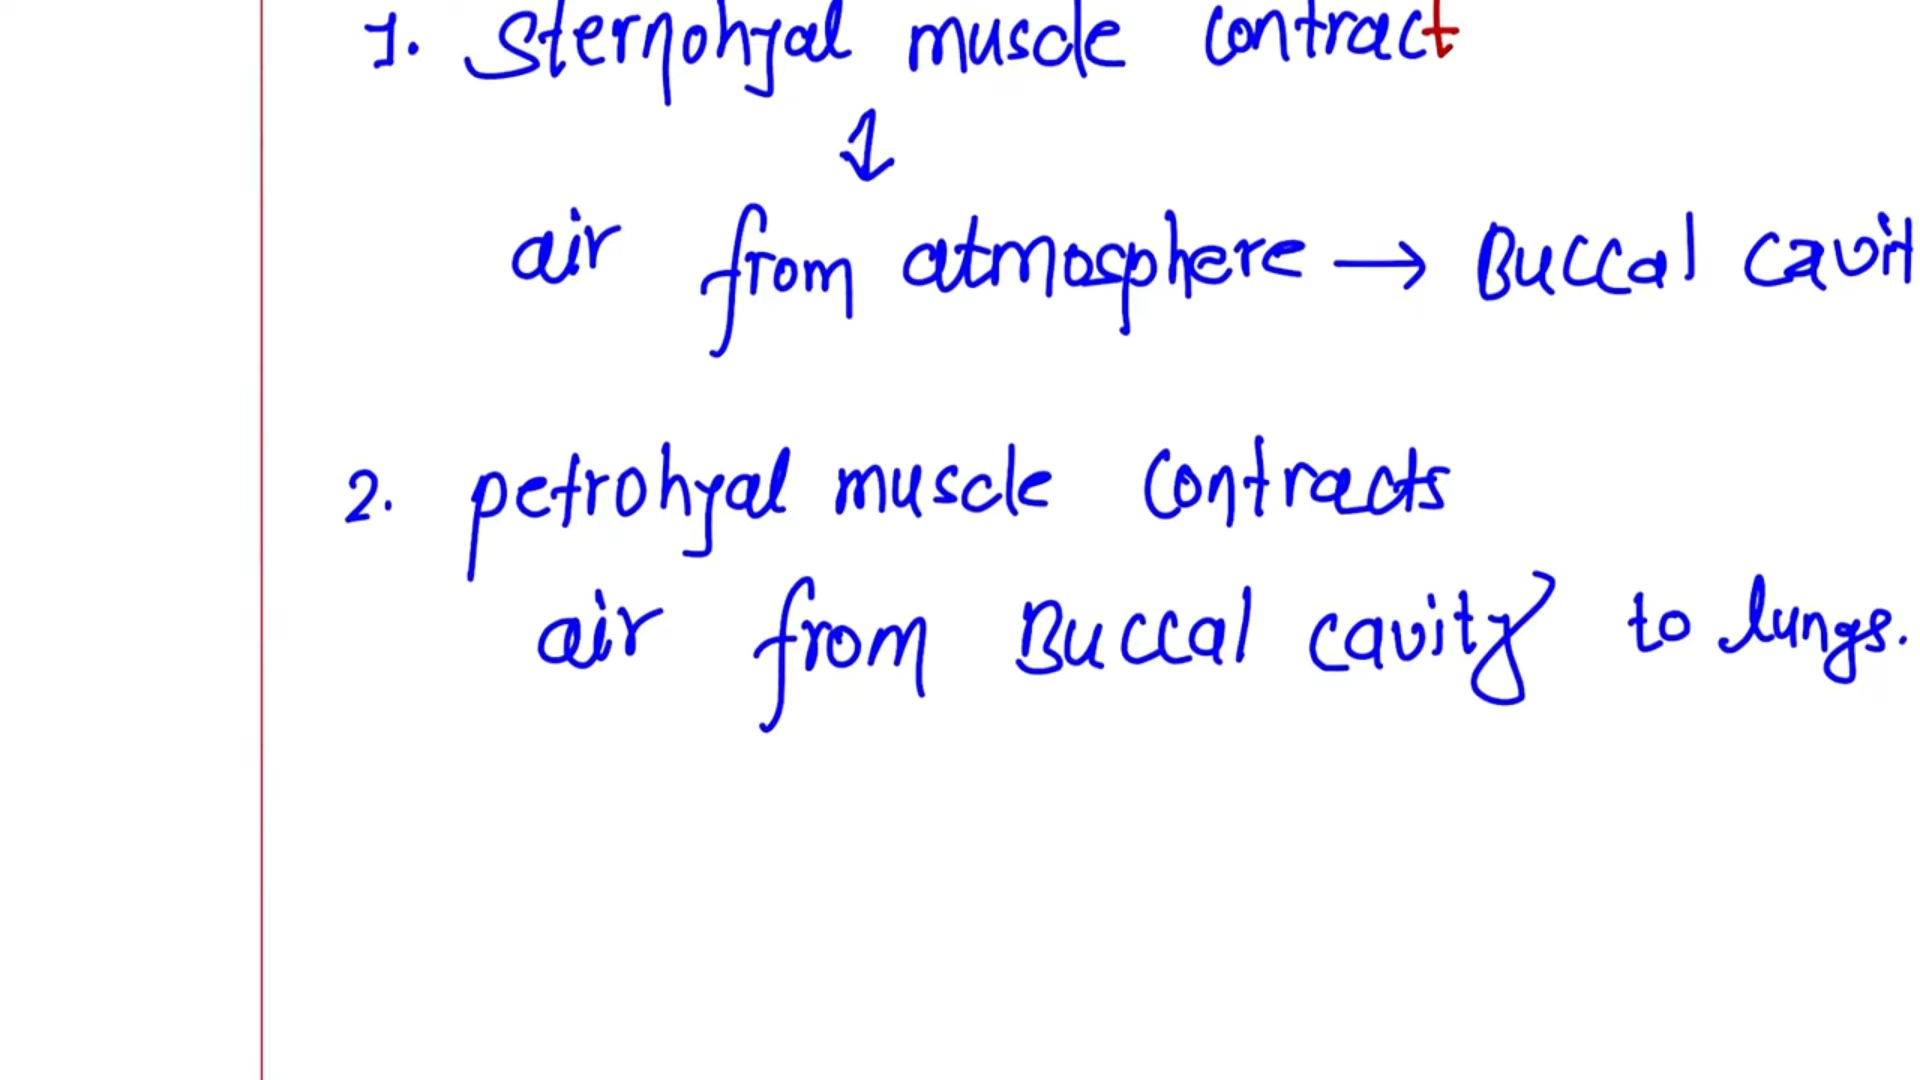 1. Sternohyal muscle contract
↓
air from atmosphere → Buccal cavit
2. petrohyal muscle contracts
air from Buccal cavity to lungs.